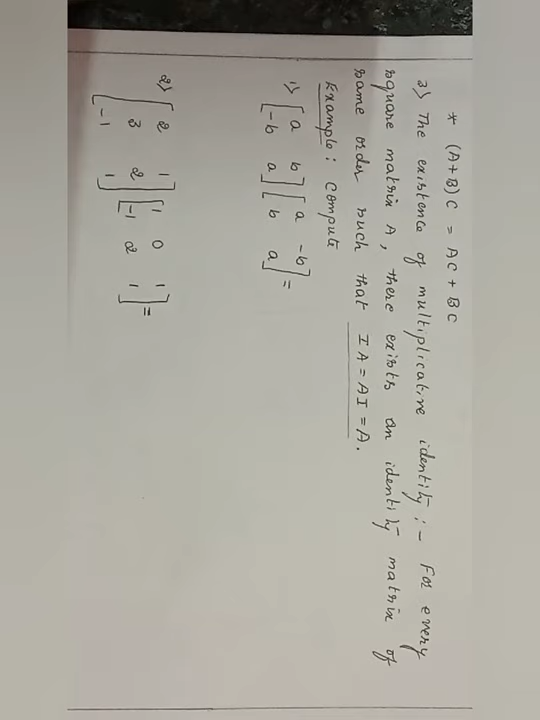 * (A+B)C = AC + BC
3) The existence of multiplicative identity :- For every
square matrix A, there exists an identity matrix of
same order such that IA = AI = A.
Example : Compute
1) [a b
-b a] [a -b
b a] =
2) [2 1
3 2
-1 1] [1 0 1
-1 2 1] =